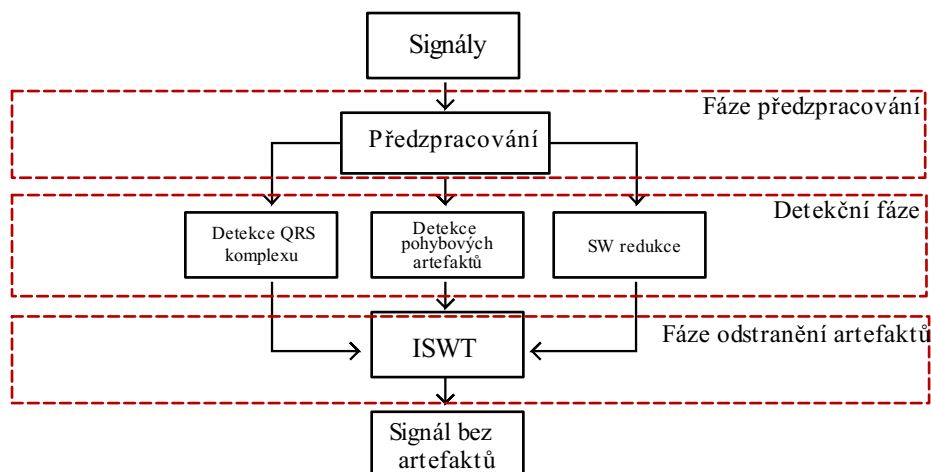 Signály
Fáze předzpracování
Předzpracování
Detekční fáze
Detekce QRS
komplexu
Detekce
pohybových
artefaktů
SW redukce
Fáze odstranění artefaktů
ISWT
Signál bez
artefaktů